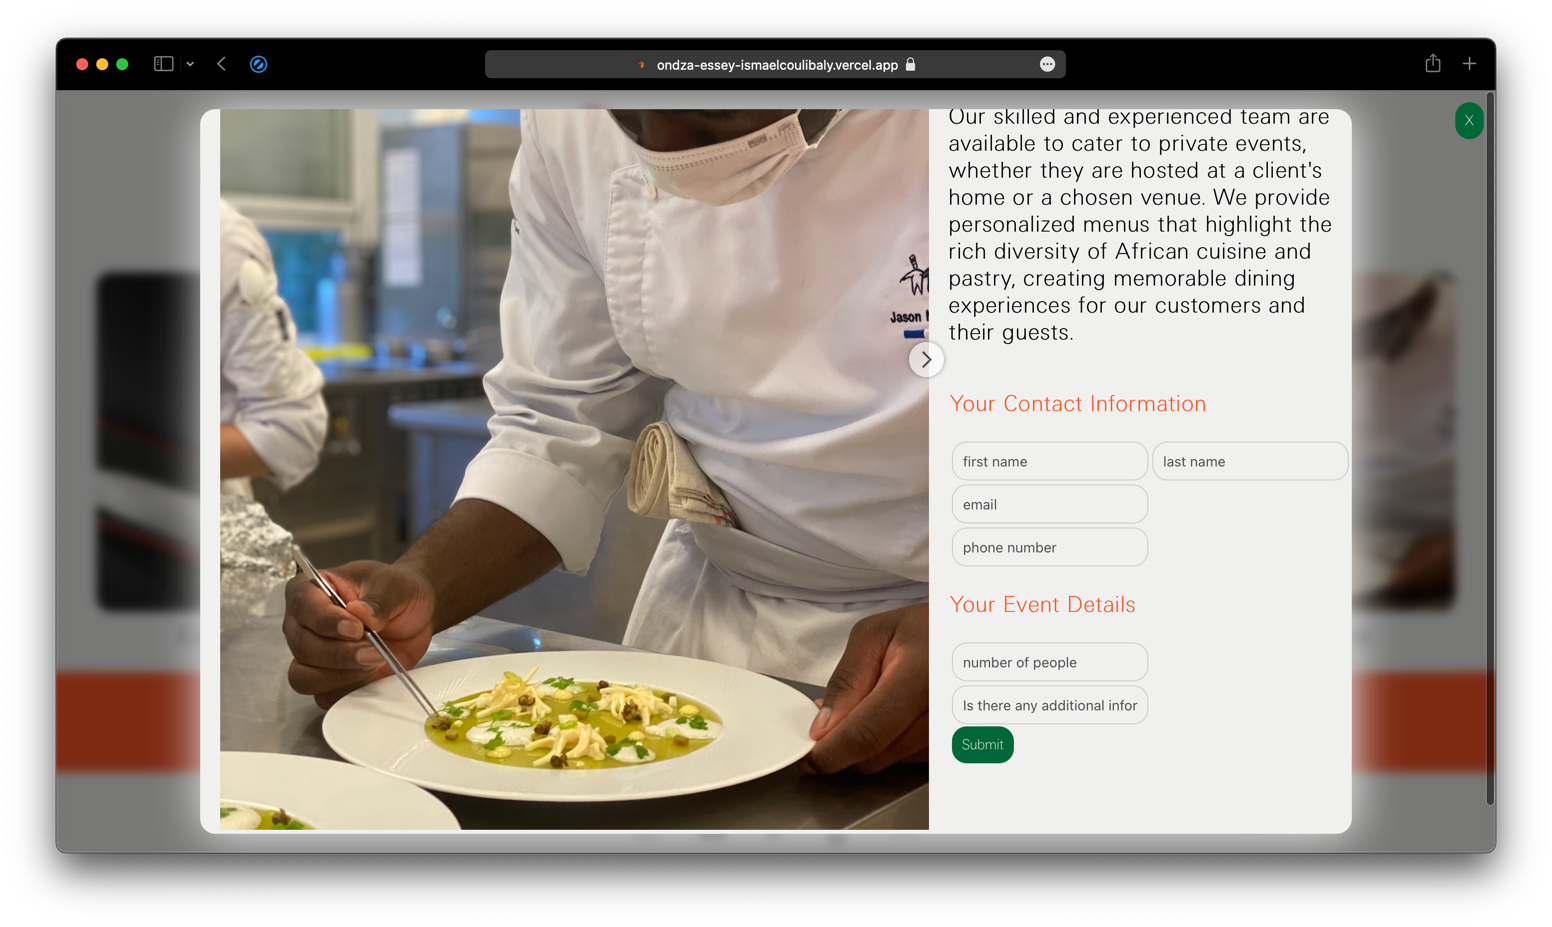 ondza-essey-ismaelcoulibaly.vercel.app
X
Our skilled and experienced team are
available to cater to private events,
whether they are hosted at a client's
home or a chosen venue. We provide
personalized menus that highlight the
rich diversity of African cuisine and
pastry, creating memorable dining
experiences for our customers and
their guests.
Jason
Your Contact Information
first name
last name
email
phone number
Your Event Details
number of people
Is there any additional infor
Submit